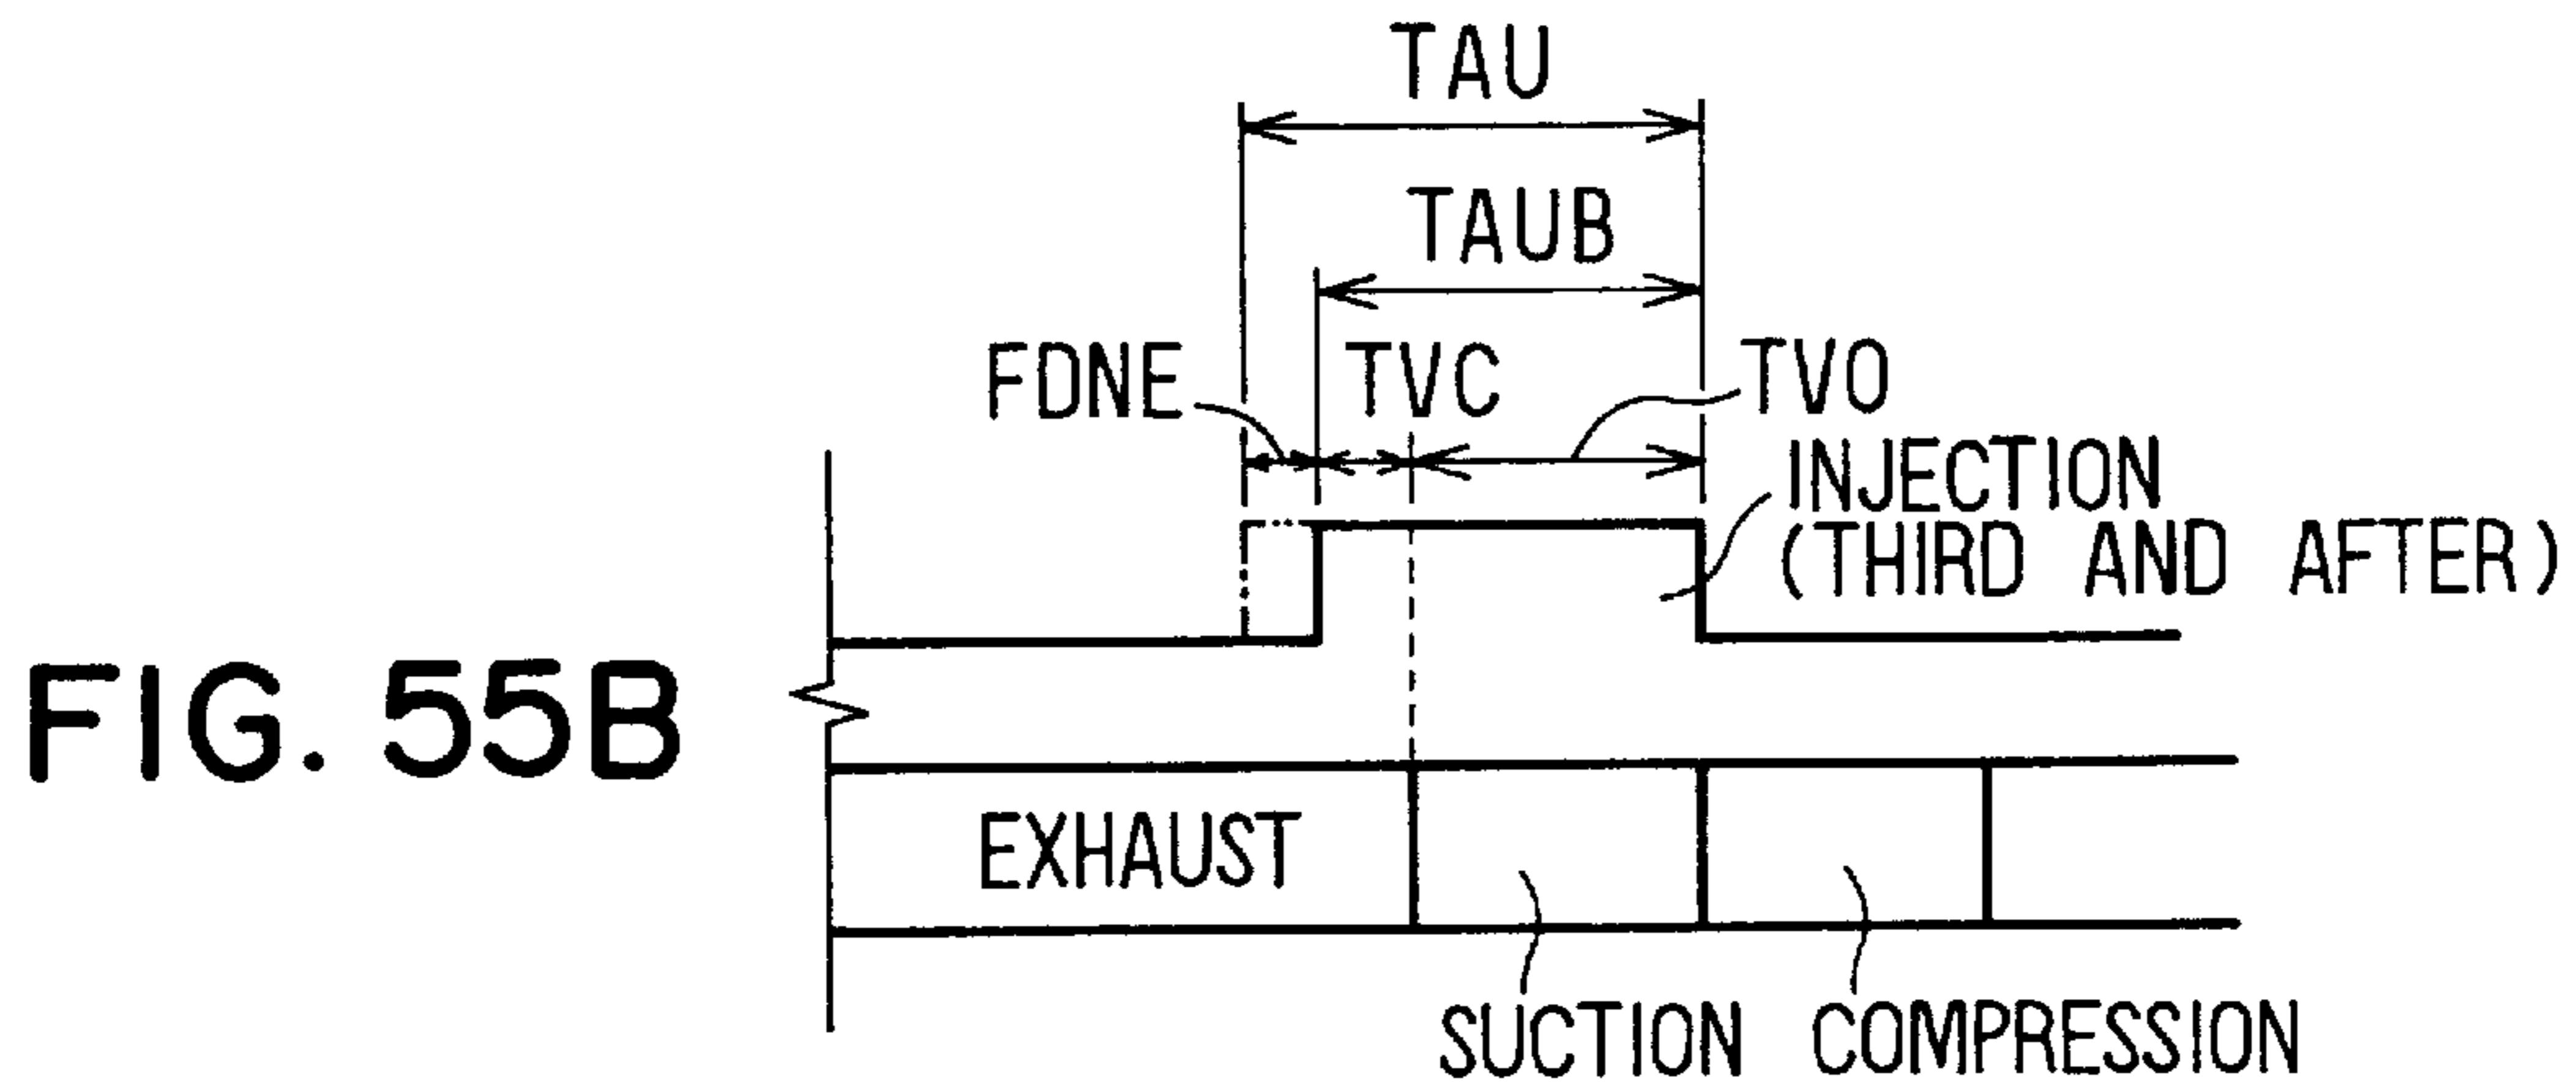 TAU
TAUB
FDNE TVC TVO
INJECTION
(THIRD AND AFTER)
FIG. 55B
EXHAUST
SUCTION COMPRESSION